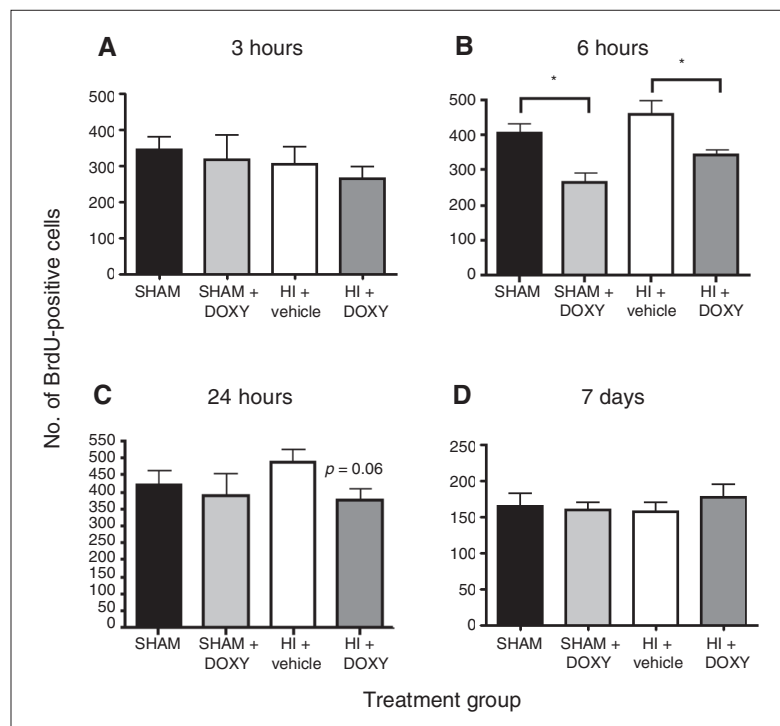 No. of BrdU-positive cells
A
3 hours
500
400
300
200
100
0
SHAM
SHAM +
DOXY
HI +
vehicle
HI +
DOXY
B
6 hours
*
*
500
400
300
200
100
0
SHAM
SHAM +
DOXY
HI +
vehicle
HI +
DOXY
C
24 hours
550
500
450
400
350
300
250
200
150
100
50
0
p = 0.06
SHAM
SHAM +
DOXY
HI +
vehicle
HI +
DOXY
D
7 days
250
200
150
100
50
0
SHAM
SHAM +
DOXY
HI +
vehicle
HI +
DOXY
Treatment group